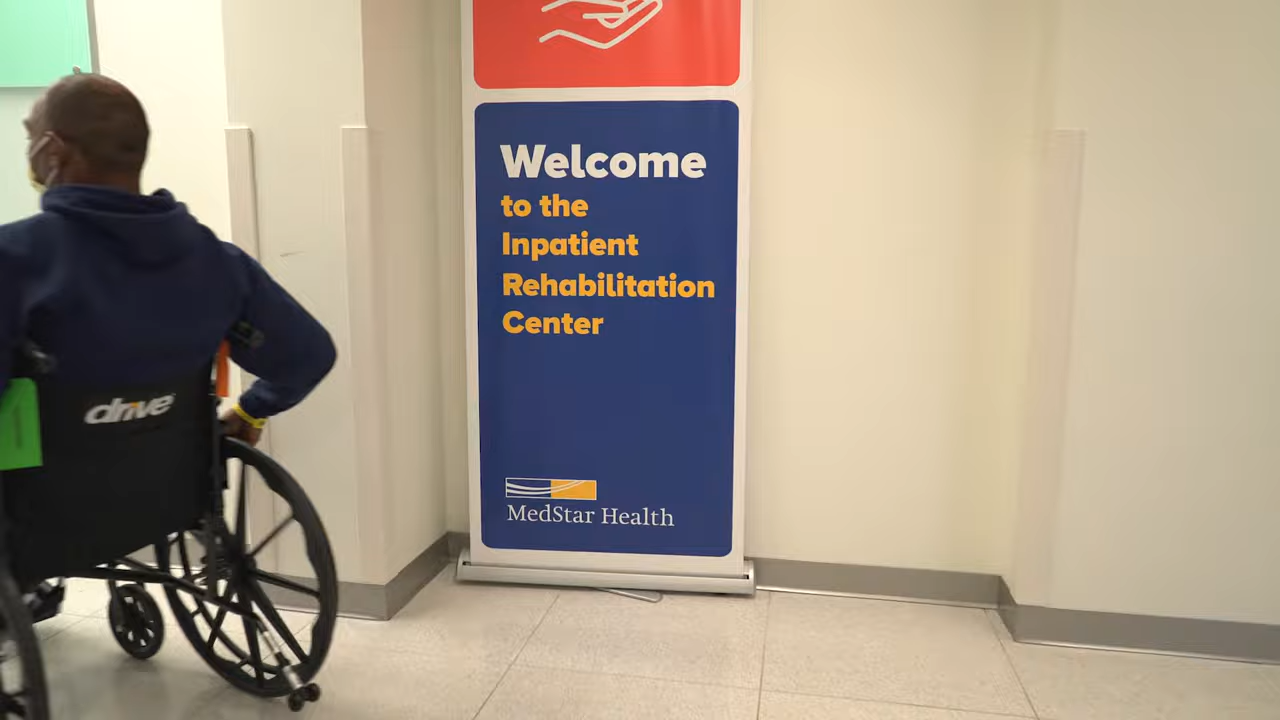 Welcome
to the
Inpatient
Rehabilitation
Center
MedStar Health
drive